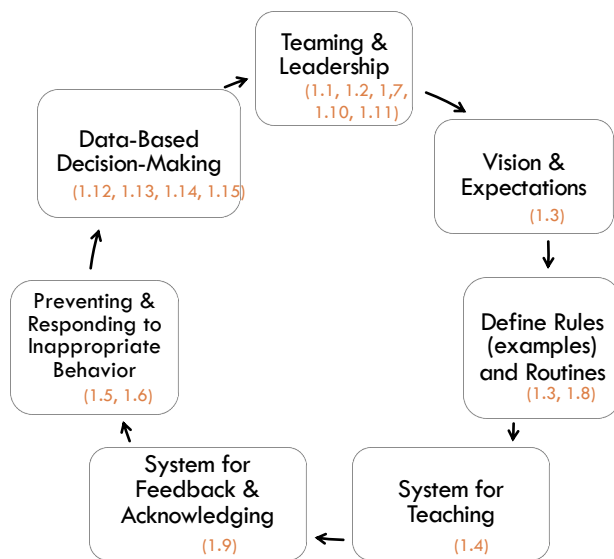 Teaming &
Leadership
(1.1, 1.2, 1,7,
1.10, 1.11)
Vision &
Expectations
(1.3)
Define Rules
(examples)
and Routines
(1.3, 1.8)
System for
Teaching
(1.4)
System for
Feedback &
Acknowledging
(1.9)
Preventing &
Responding to
Inappropriate
Behavior
(1.5, 1.6)
Data-Based
Decision-Making
(1.12, 1.13, 1.14, 1.15)